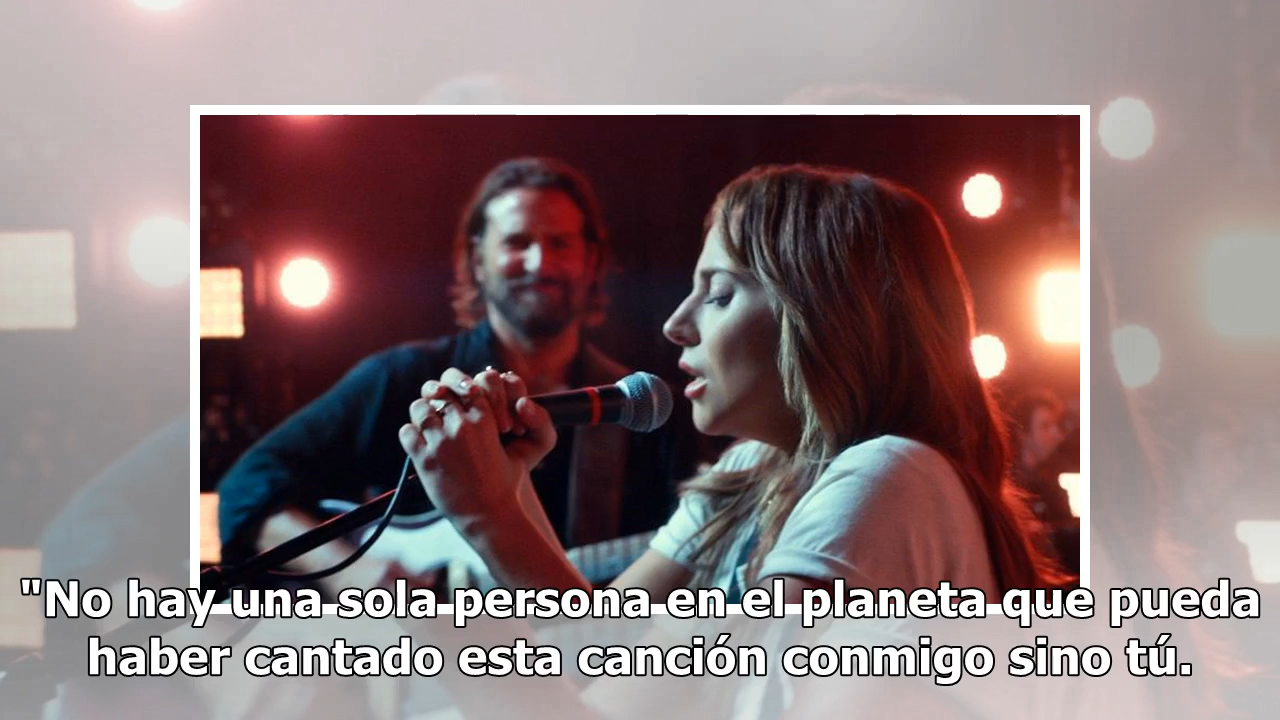 "No hay una sola persona en el planeta que pueda
haber cantado esta canción conmigo sino tú.